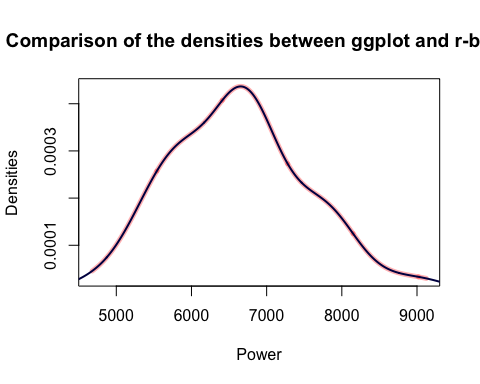 Comparison of the densities between ggplot and r-b
Densities
0.0003
0.0001
5000 6000 7000 8000 9000
Power